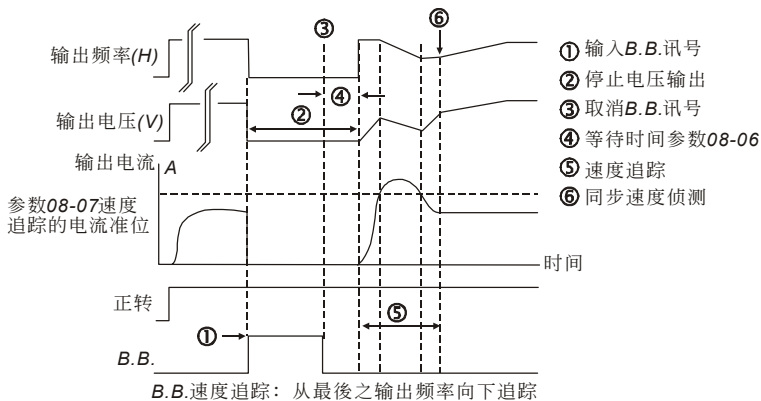 输出频率(H)
输出电压(V)
输出电流 A
参数08-07速度
追踪的电流准位
时间
正转
B.B.
③
⑥
④
②
⑤
①
① 输入B.B.讯号
② 停止电压输出
③ 取消B.B.讯号
④ 等待时间参数08-06
⑤ 速度追踪
⑥ 同步速度侦测
B.B.速度追踪：从最後之输出频率向下追踪